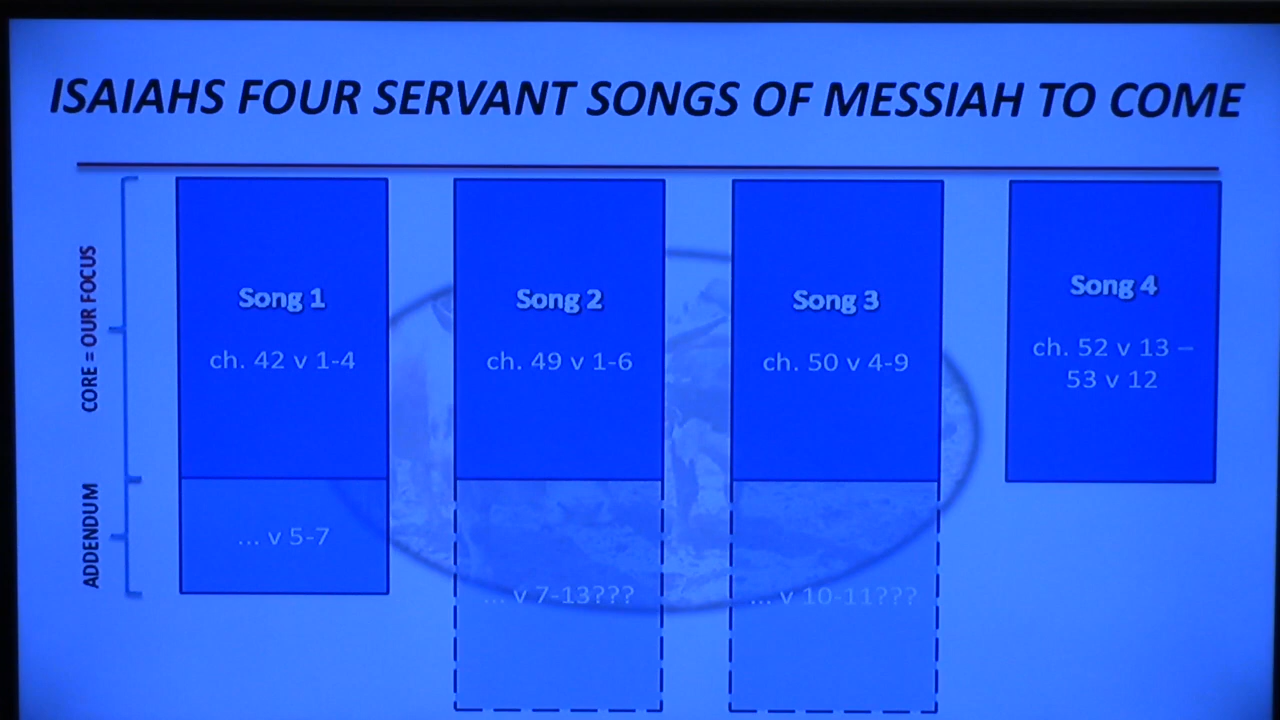 ISAIAHS FOUR SERVANT SONGS OF MESSIAH TO COME
CORE = OUR FOCUS
ADDENDUM
Song 1
ch. 42 v 1-4
... v 5-7
Song 2
ch. 49 v 1-6
... v 7-13???
Song 3
ch. 50 v 4-9
... v 10-11???
Song 4
ch. 52 v 13 –
53 v 12